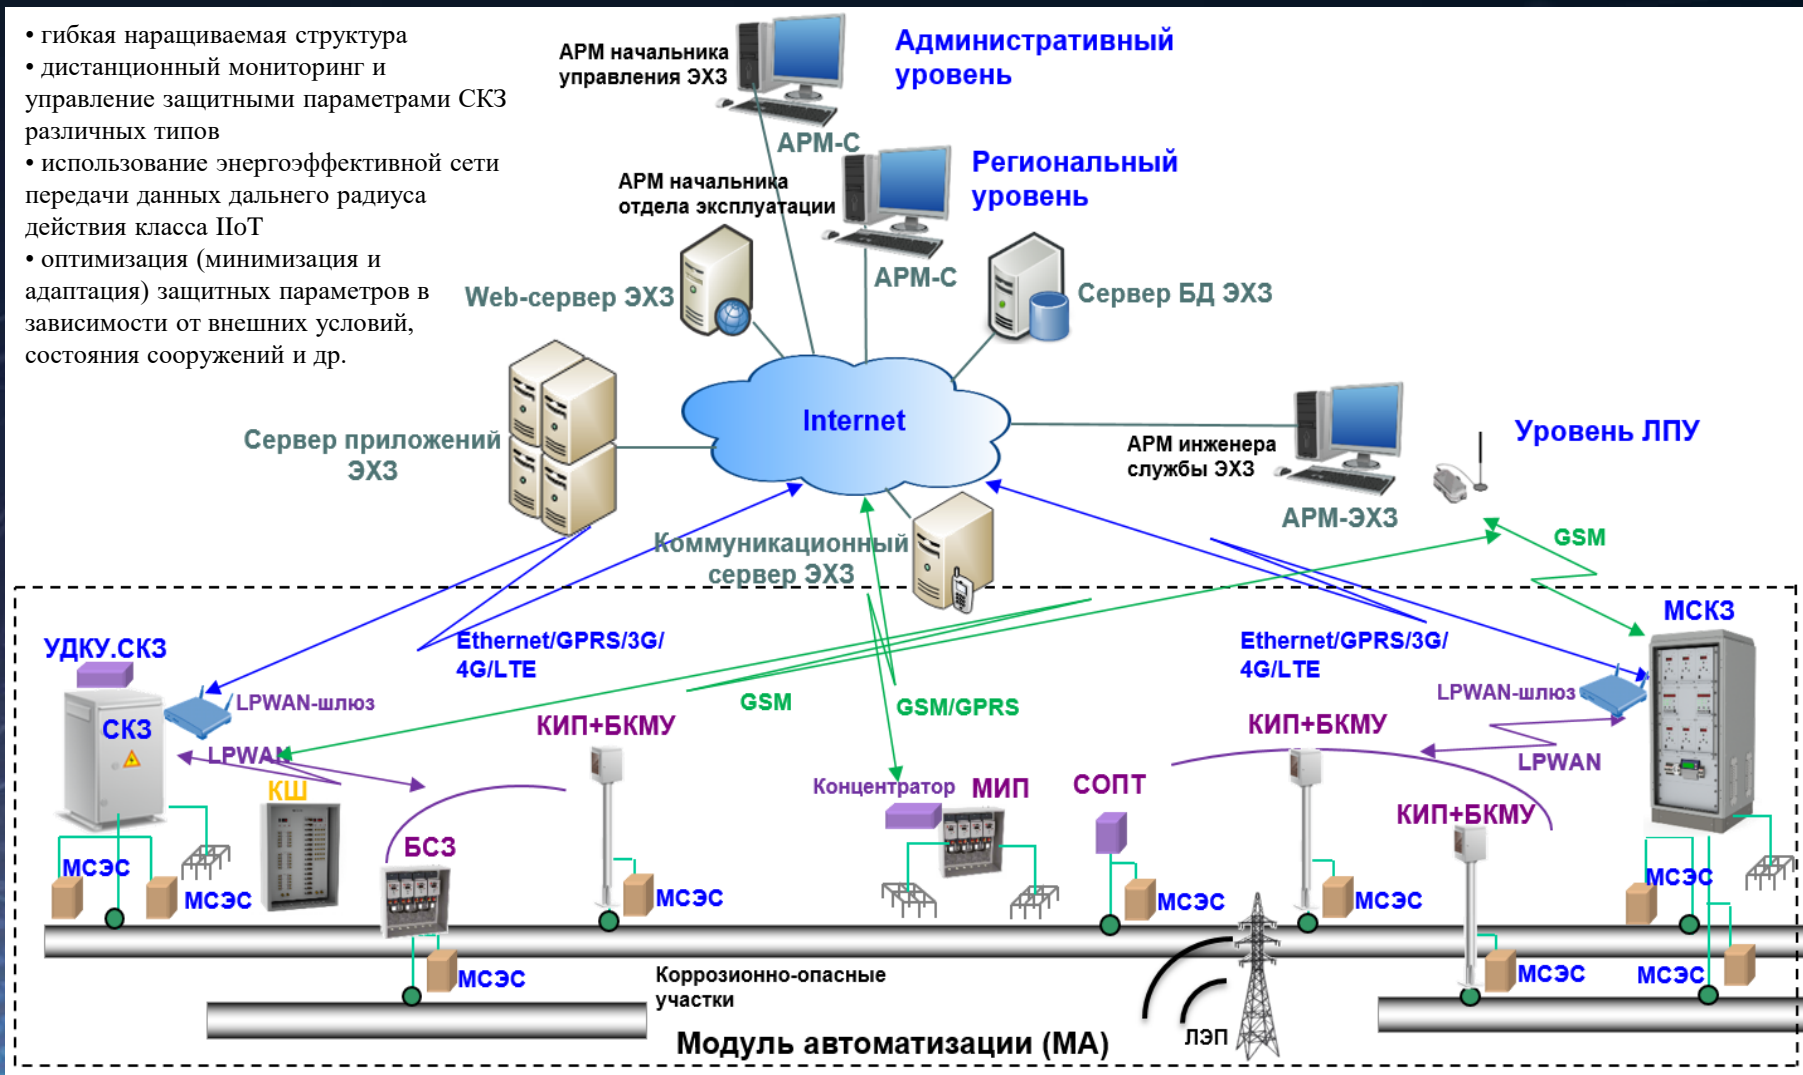 • гибкая наращиваемая структура
• дистанционный мониторинг и
управление защитными параметрами СКЗ
различных типов
• использование энергоэффективной сети
передачи данных дальнего радиуса
действия класса IIoT
• оптимизация (минимизация и
адаптация) защитных параметров в
зависимости от внешних условий,
состояния сооружений и др.
АРМ начальника
управления ЭХЗ
Административный
уровень
АРМ-С
АРМ начальника
отдела эксплуатации
Региональный
уровень
АРМ-С
Web-сервер ЭХЗ
Сервер БД ЭХЗ
Internet
Сервер приложений
ЭХЗ
АРМ инженера
службы ЭХЗ
Уровень ЛПУ
АРМ-ЭХЗ
GSM
Коммуникационный
сервер ЭХЗ
УДКУ.СКЗ
Ethernet/GPRS/3G/
4G/LTE
Ethernet/GPRS/3G/
4G/LTE
МСКЗ
LPWAN-шлюз
GSM
GSM/GPRS
LPWAN-шлюз
СКЗ
LPWAN
КИП+БКМУ
КИП+БКМУ
LPWAN
КШ
Концентратор
МИП
СОПТ
КИП+БКМУ
БСЗ
МСЭС
МСЭС
МСЭС
МСЭС
МСЭС
МСЭС
МСЭС
МСЭС
МСЭС
Коррозионно-опасные
участки
ЛЭП
Модуль автоматизации (МА)